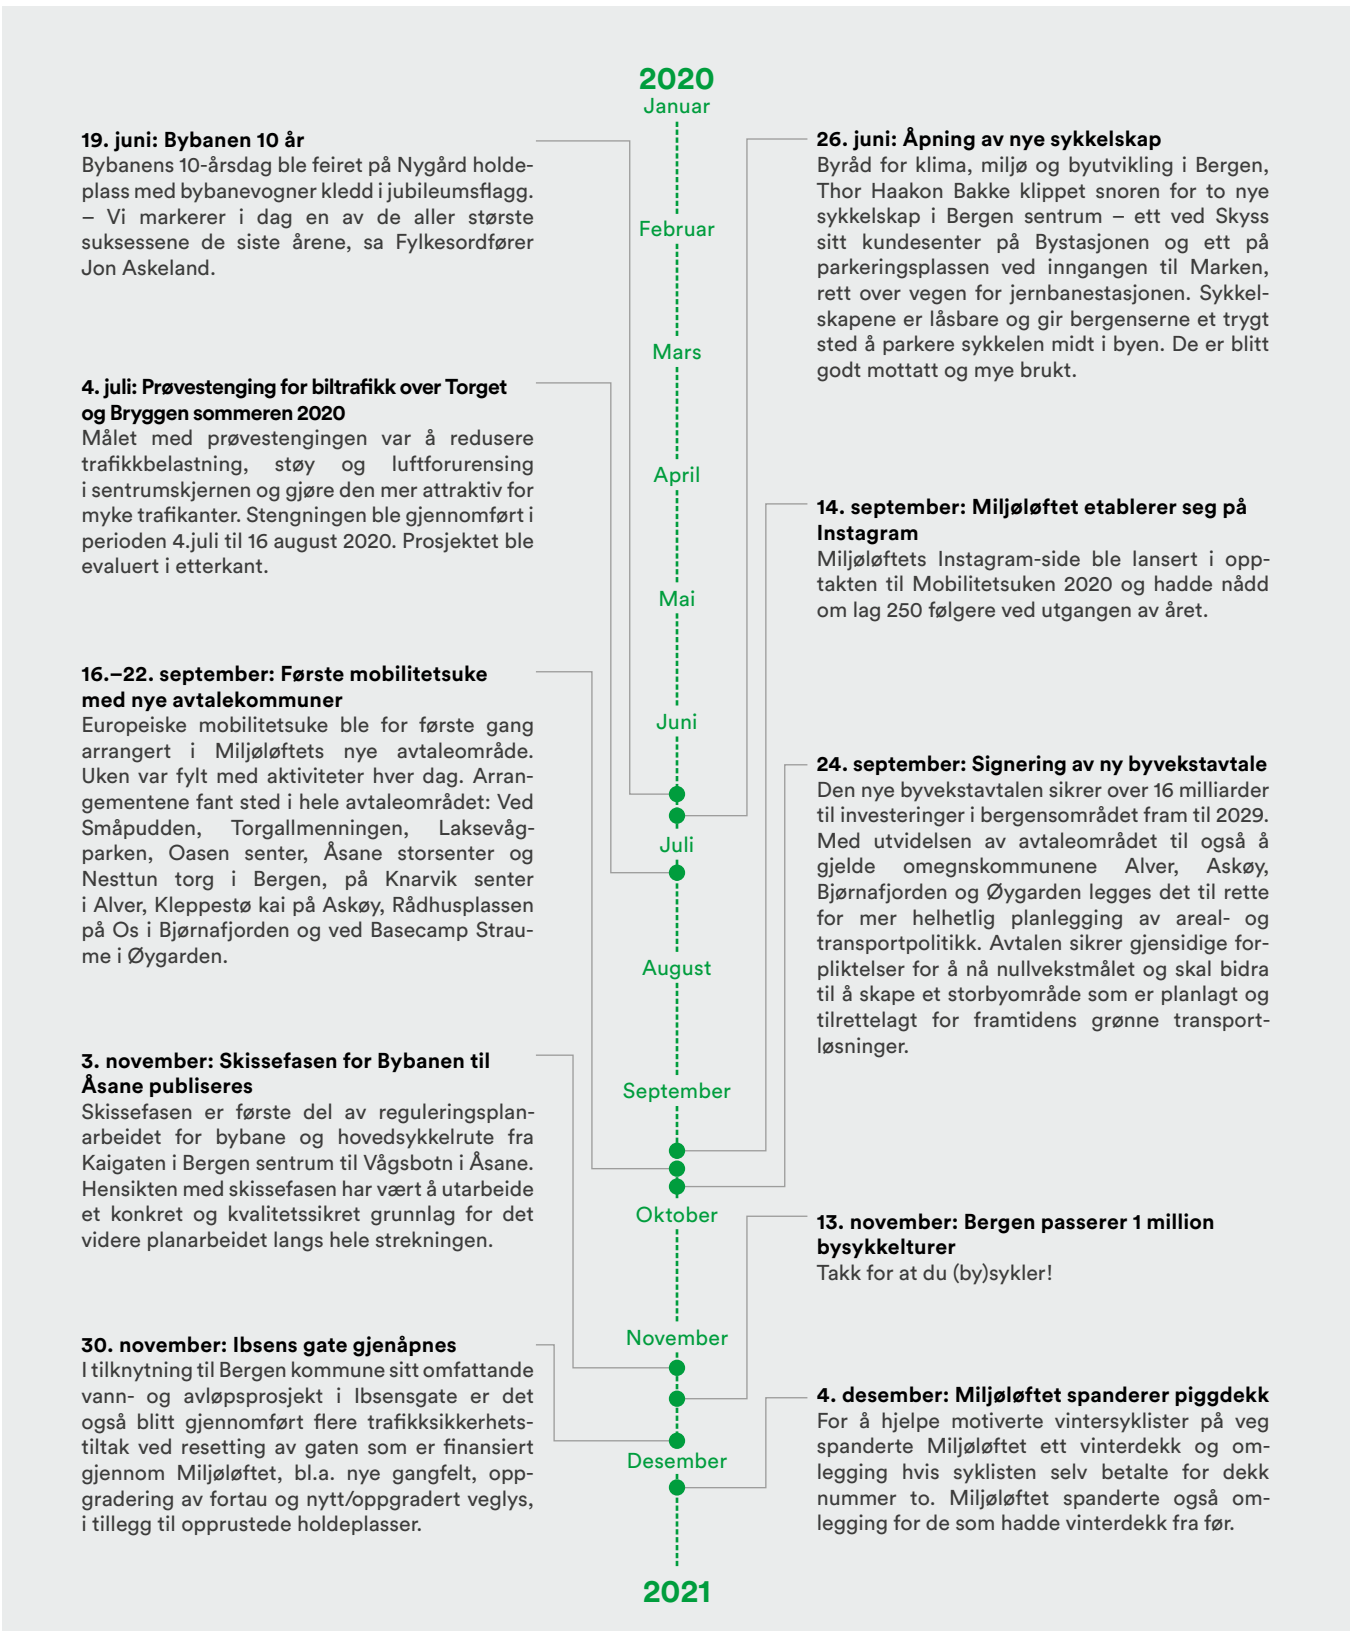 2020
Januar
Februar
Mars
April
Mai
Juni
Juli
August
September
Oktober
November
Desember
2021
19. juni: Bybanen 10 år
Bybanens 10-årsdag ble feiret på Nygård holde-
plass med bybanevogner kledd i jubileumsflagg.
– Vi markerer i dag en av de aller største
suksessene de siste årene, sa Fylkesordfører
Jon Askeland.
4. juli: Prøvestenging for biltrafikk over Torget
og Bryggen sommeren 2020
Målet med prøvestengingen var å redusere
trafikkbelastning, støy og luftforurensing
i sentrumskjernen og gjøre den mer attraktiv for
myke trafikanter. Stengningen ble gjennomført i
perioden 4.juli til 16 august 2020. Prosjektet ble
evaluert i etterkant.
16.–22. september: Første mobilitetsuke
med nye avtalekommuner
Europeiske mobilitetsuke ble for første gang
arrangert i Miljøløftets nye avtaleområde.
Uken var fylt med aktiviteter hver dag. Arran-
gementene fant sted i hele avtaleområdet: Ved
Småpudden, Torgallmenningen, Laksevåg-
parken, Oasen senter, Åsane storsenter og
Nesttun torg i Bergen, på Knarvik senter
i Alver, Kleppestø kai på Askøy, Rådhusplassen
på Os i Bjørnafjorden og ved Basecamp Strau-
me i Øygarden.
3. november: Skissefasen for Bybanen til
Åsane publiseres
Skissefasen er første del av reguleringsplan-
arbeidet for bybane og hovedsykkelrute fra
Kaigaten i Bergen sentrum til Vågsbotn i Åsane.
Hensikten med skissefasen har vært å utarbeide
et konkret og kvalitetssikret grunnlag for det
videre planarbeidet langs hele strekningen.
30. november: Ibsens gate gjenåpnes
I tilknytning til Bergen kommune sitt omfattande
vann- og avløpsprosjekt i Ibsensgate er det
også blitt gjennomført flere trafikksikkerhets-
tiltak ved resetting av gaten som er finansiert
gjennom Miljøløftet, bl.a. nye gangfelt, opp-
gradering av fortau og nytt/oppgradert veglys,
i tillegg til opprustede holdeplasser.
26. juni: Åpning av nye sykkelskap
Byråd for klima, miljø og byutvikling i Bergen,
Thor Haakon Bakke klippet snoren for to nye
sykkelskap i Bergen sentrum – ett ved Skyss
sitt kundesenter på Bystasjonen og ett på
parkeringsplassen ved inngangen til Marken,
rett over vegen for jernbanestasjonen. Sykkel-
skapene er låsbare og gir bergenserne et trygt
sted å parkere sykkelen midt i byen. De er blitt
godt mottatt og mye brukt.
14. september: Miljøløftet etablerer seg på
Instagram
Miljøløftets Instagram-side ble lansert i opp-
takten til Mobilitetsuken 2020 og hadde nådd
om lag 250 følgere ved utgangen av året.
24. september: Signering av ny byvekstavtale
Den nye byvekstavtalen sikrer over 16 milliarder
til investeringer i bergensområdet fram til 2029.
Med utvidelsen av avtaleområdet til også å
gjelde omegnskommunene Alver, Askøy,
Bjørnafjorden og Øygarden legges det til rette
for mer helhetlig planlegging av areal- og
transportpolitikk. Avtalen sikrer gjensidige for-
pliktelser for å nå nullvekstmålet og skal bidra
til å skape et storbyområde som er planlagt og
tilrettelagt for framtidens grønne transport-
løsninger.
13. november: Bergen passerer 1 million
bysykkelturer
Takk for at du (by)sykler!
4. desember: Miljøløftet spanderer piggdekk
For å hjelpe motiverte vintersyklister på veg
spanderte Miljøløftet ett vinterdekk og om-
legging hvis syklisten selv betalte for dekk
nummer to. Miljøløftet spanderte også om-
legging for de som hadde vinterdekk fra før.